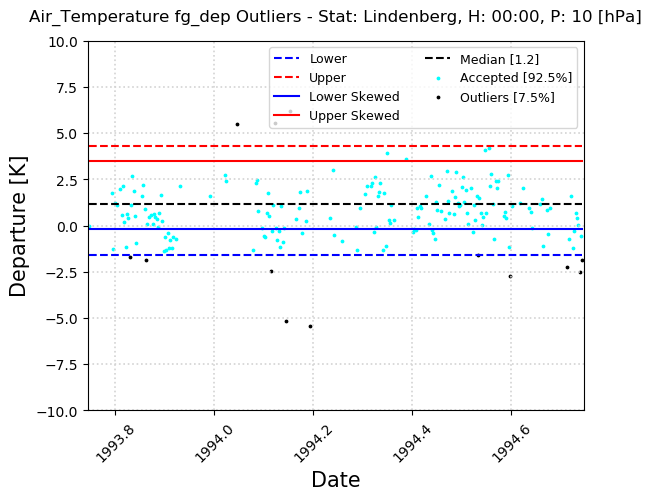 Air_Temperature fg_dep Outliers - Stat: Lindenberg, H: 00:00, P: 10 [hPa]
10.0
7.5
5.0
2.5
0.0
−2.5
−5.0
−7.5
−10.0
Departure [K]
Lower
Upper
Lower Skewed
Upper Skewed
Median [1.2]
Accepted [92.5%]
Outliers [7.5%]
1993.8
1994.0
1994.2
1994.4
1994.6
Date